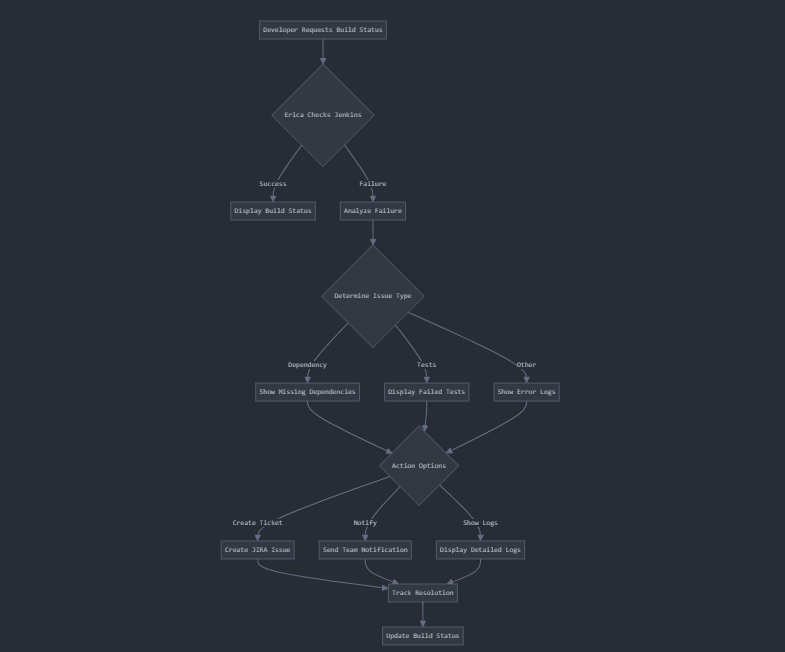 Developer Requests Build Status
Erica Checks Jenkins
Success
Failure
Display Build Status
Analyze Failure
Determine Issue Type
Dependency
Tests
Other
Show Missing Dependencies
Display Failed Tests
Show Error Logs
Action Options
Create Ticket
Notify
Show Logs
Create JIRA Issue
Send Team Notification
Display Detailed Logs
Track Resolution
Update Build Status